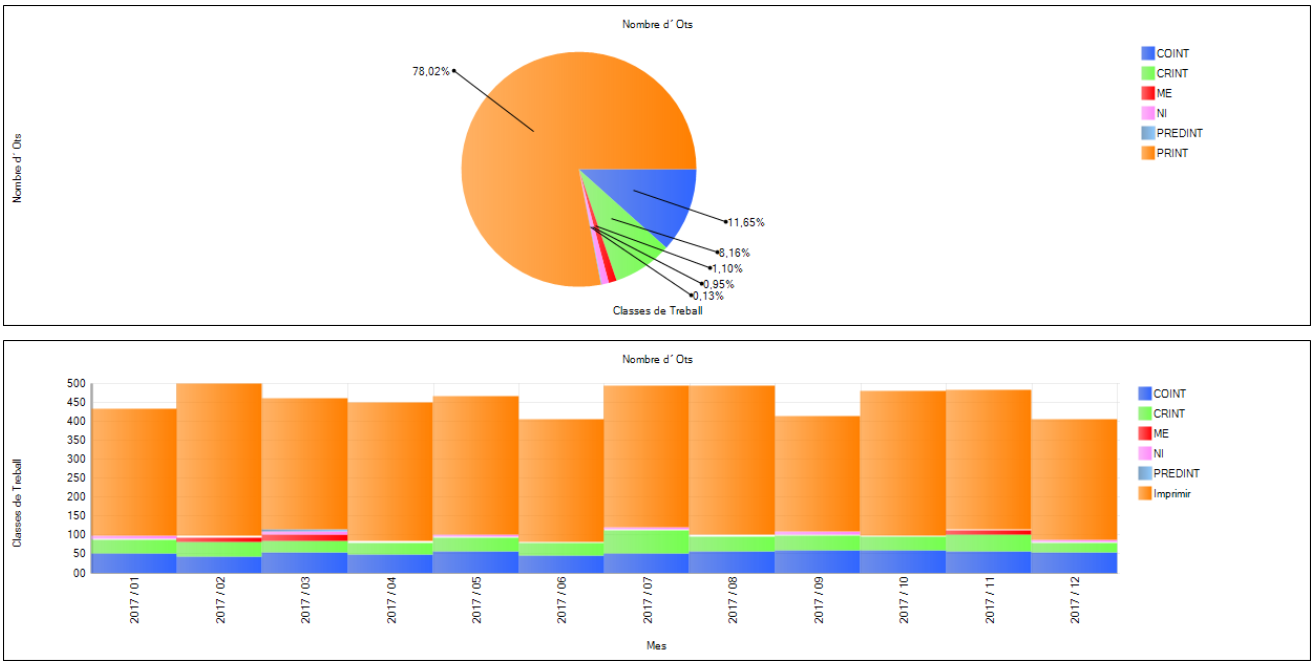 Nombre d´ Ots
Nombre d´ Ots
78,02%
11,65%
8,16%
1,10%
0,95%
0,13%
Classes de Treball
COINT
CRINT
ME
NI
PREDINT
PRINT
Nombre d´ Ots
Classes de Treball
500
450
400
350
300
250
200
150
100
50
00
2017 / 01
2017 / 02
2017 / 03
2017 / 04
2017 / 05
2017 / 06
2017 / 07
2017 / 08
2017 / 09
2017 / 10
2017 / 11
2017 / 12
Mes
COINT
CRINT
ME
NI
PREDINT
Imprimir